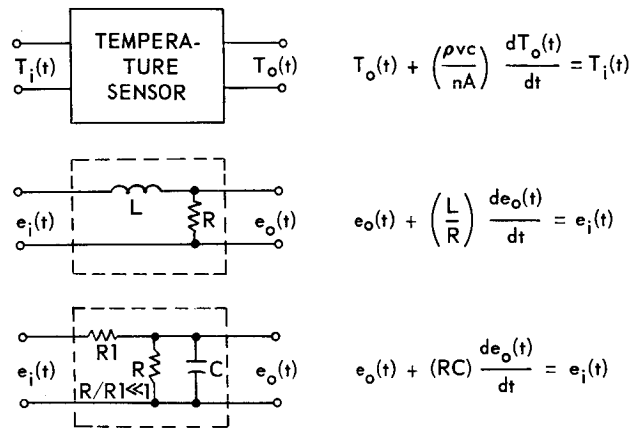 TEMPERA-
TURE
SENSOR
T_i(t)
T_o(t)
T_o(t) + (ρvc/nA) dT_o(t)/dt = T_i(t)
L
R
e_i(t)
e_o(t)
e_o(t) + (L/R) de_o(t)/dt = e_i(t)
R1
R
C
e_i(t)
e_o(t)
R/R1≪1
e_o(t) + (RC) de_o(t)/dt = e_i(t)